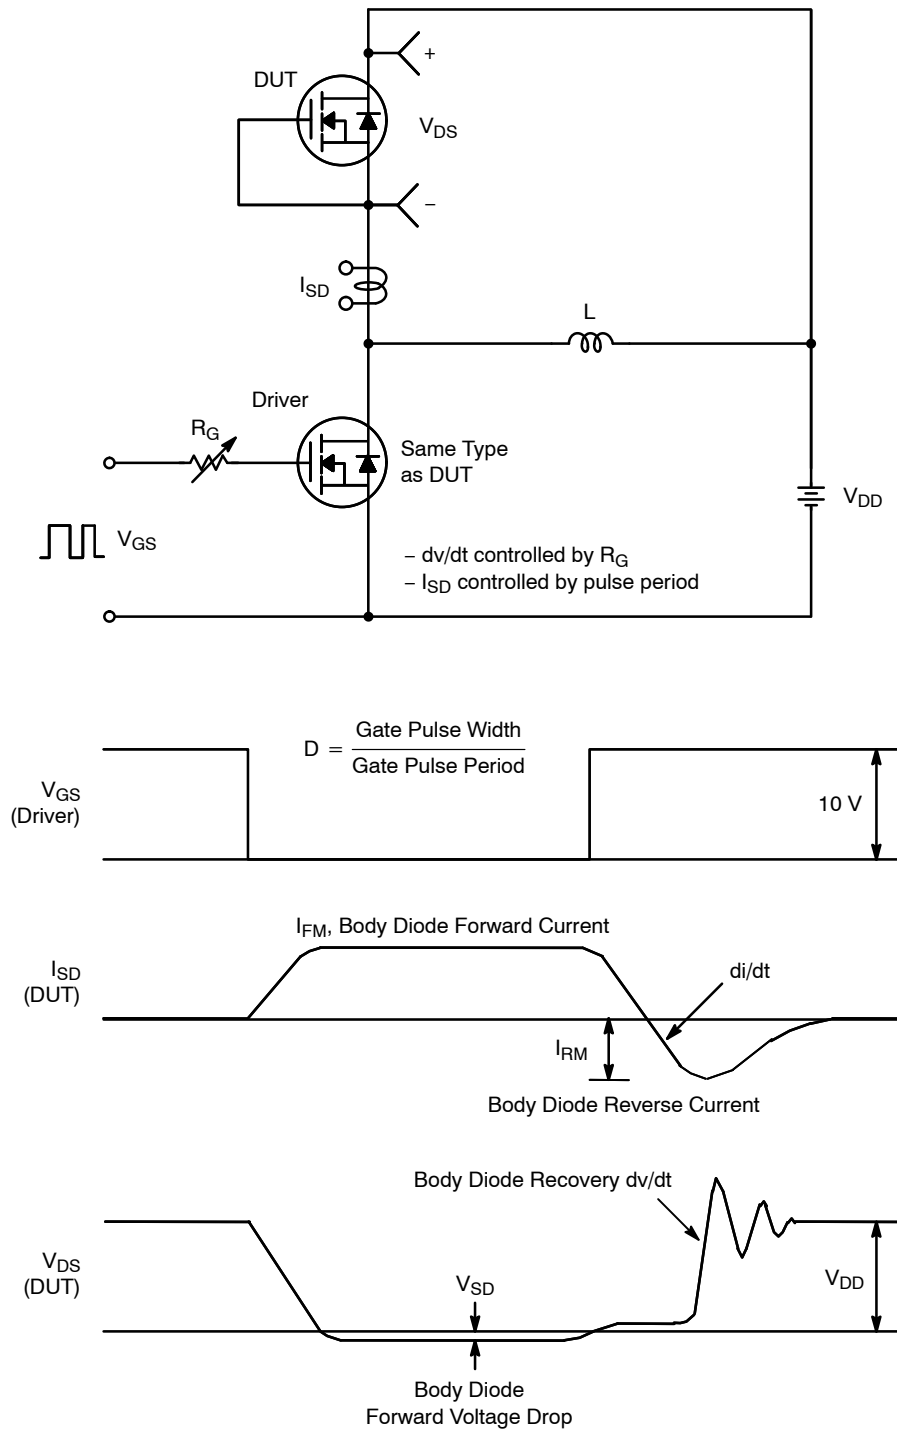 +
DUT
V_DS
−
I_SD
L
Driver
R_G
Same Type
as DUT
V_DD
V_GS
− dv/dt controlled by R_G
− I_SD controlled by pulse period
D = Gate Pulse Width
Gate Pulse Period
V_GS
(Driver)
10 V
I_FM, Body Diode Forward Current
I_SD
(DUT)
di/dt
I_RM
Body Diode Reverse Current
Body Diode Recovery dv/dt
V_DS
(DUT)
V_SD
V_DD
Body Diode
Forward Voltage Drop